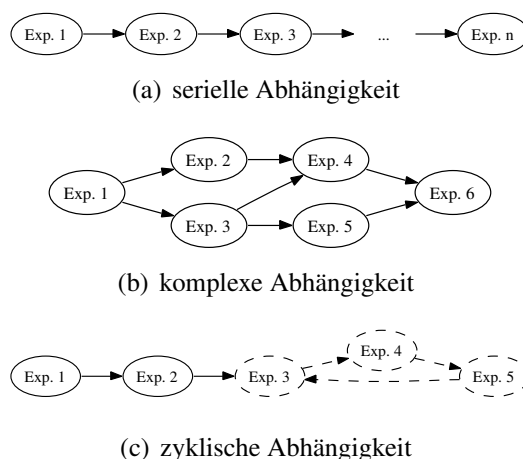 Exp. 1 Exp. 2 Exp. 3 ... Exp. n
(a) serielle Abhängigkeit
Exp. 2 Exp. 4
Exp. 1 Exp. 6
Exp. 3 Exp. 5
(b) komplexe Abhängigkeit
Exp. 4
Exp. 1 Exp. 2 Exp. 3 Exp. 5
(c) zyklische Abhängigkeit